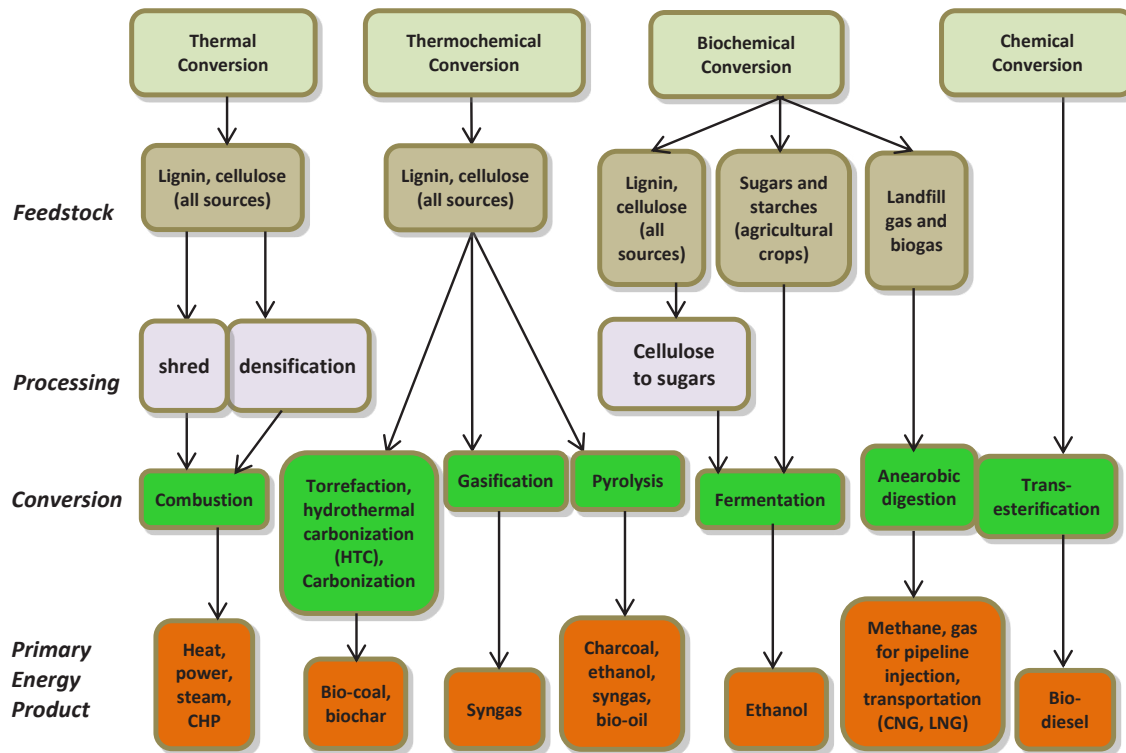 Thermal
Conversion
Thermochemical
Conversion
Biochemical
Conversion
Chemical
Conversion
Feedstock
Lignin, cellulose
(all sources)
Lignin, cellulose
(all sources)
Lignin,
cellulose
(all
sources)
Sugars and
starches
(agricultural
crops)
Landfill
gas and
biogas
Processing
shred
densification
Cellulose
to sugars
Conversion
Combustion
Torrefaction,
hydrothermal
carbonization
(HTC),
Carbonization
Gasification
Pyrolysis
Fermentation
Anearobic
digestion
Trans-
esterification
Primary
Energy
Product
Heat,
power,
steam,
CHP
Bio-coal,
biochar
Syngas
Charcoal,
ethanol,
syngas,
bio-oil
Ethanol
Methane, gas
for pipeline
injection,
transportation
(CNG, LNG)
Bio-
diesel